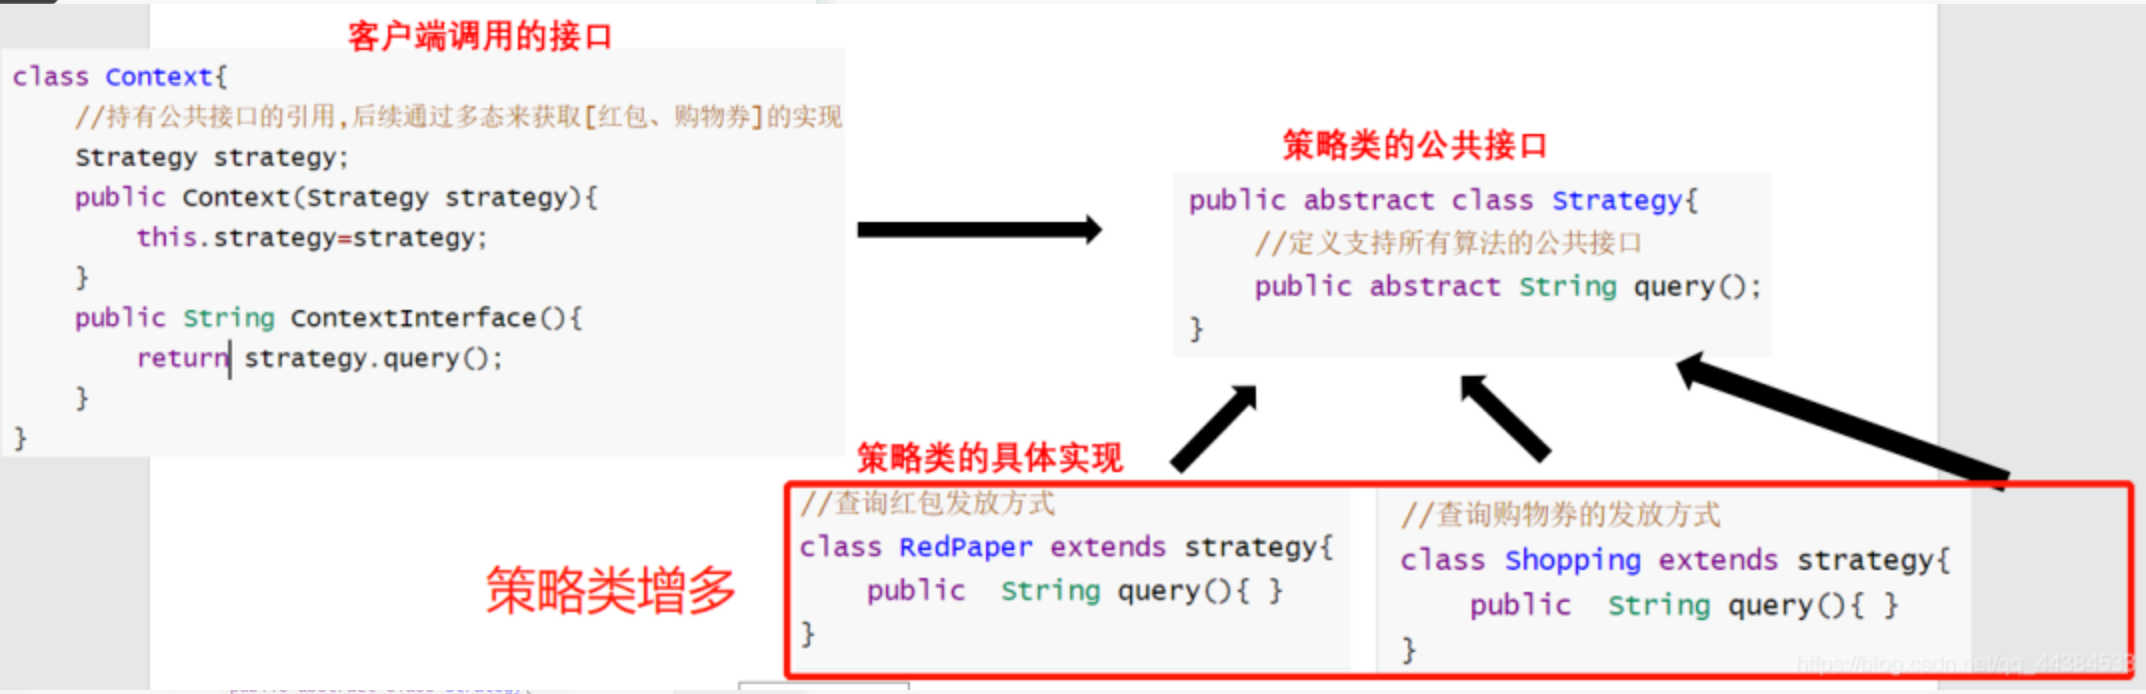 客户端调用的接口
class Context{
//持有公共接口的引用,后续通过多态来获取[红包、购物券]的实现
Strategy strategy;
public Context(Strategy strategy){
this.strategy=strategy;
}
public String ContextInterface(){
return strategy.query();
}
}
策略类的公共接口
public abstract class Strategy{
//定义支持所有算法的公共接口
public abstract String query();
}
策略类的具体实现
策略类增多
//查询红包发放方式
class RedPaper extends strategy{
public String query(){ }
}
//查询购物券的发放方式
class Shopping extends strategy{
public String query(){ }
}
https://blog.csdn.net/qq_44384533